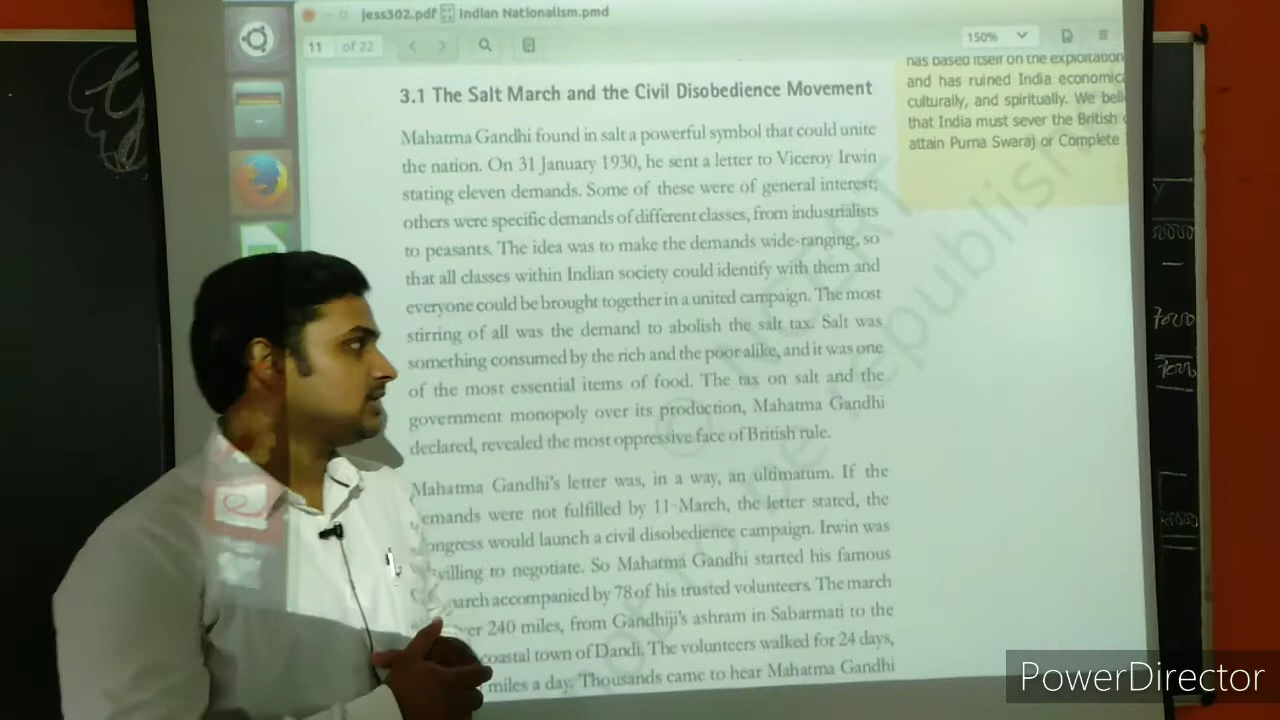 jess302.pdf Indian Nationalism.pmd
11 of 22
150%
3.1 The Salt March and the Civil Disobedience Movement
Mahatma Gandhi found in salt a powerful symbol that could unite
the nation. On 31 January 1930, he sent a letter to Viceroy Irwin
stating eleven demands. Some of these were of general interest;
others were specific demands of different classes, from industrialists
to peasants. The idea was to make the demands wide-ranging, so
that all classes within Indian society could identify with them and
everyone could be brought together in a united campaign. The most
stirring of all was the demand to abolish the salt tax. Salt was
something consumed by the rich and the poor alike, and it was one
of the most essential items of food. The tax on salt and the
government monopoly over its production, Mahatma Gandhi
declared, revealed the most oppressive face of British rule.
Mahatma Gandhi's letter was, in a way, an ultimatum. If the
emands were not fulfilled by 11 March, the letter stated, the
ongress would launch a civil disobedience campaign. Irwin was
willing to negotiate. So Mahatma Gandhi started his famous
arch accompanied by 78 of his trusted volunteers. The march
er 240 miles, from Gandhiji's ashram in Sabarmati to the
coastal town of Dandi. The volunteers walked for 24 days,
miles a day. Thousands came to hear Mahatma Gandhi
has based itself on the exploitation
and has ruined India economica
culturally, and spiritually. We beli
that India must sever the British c
attain Purna Swaraj or Complete
© NCERT
not to be republishe
7000
7000
PowerDirector